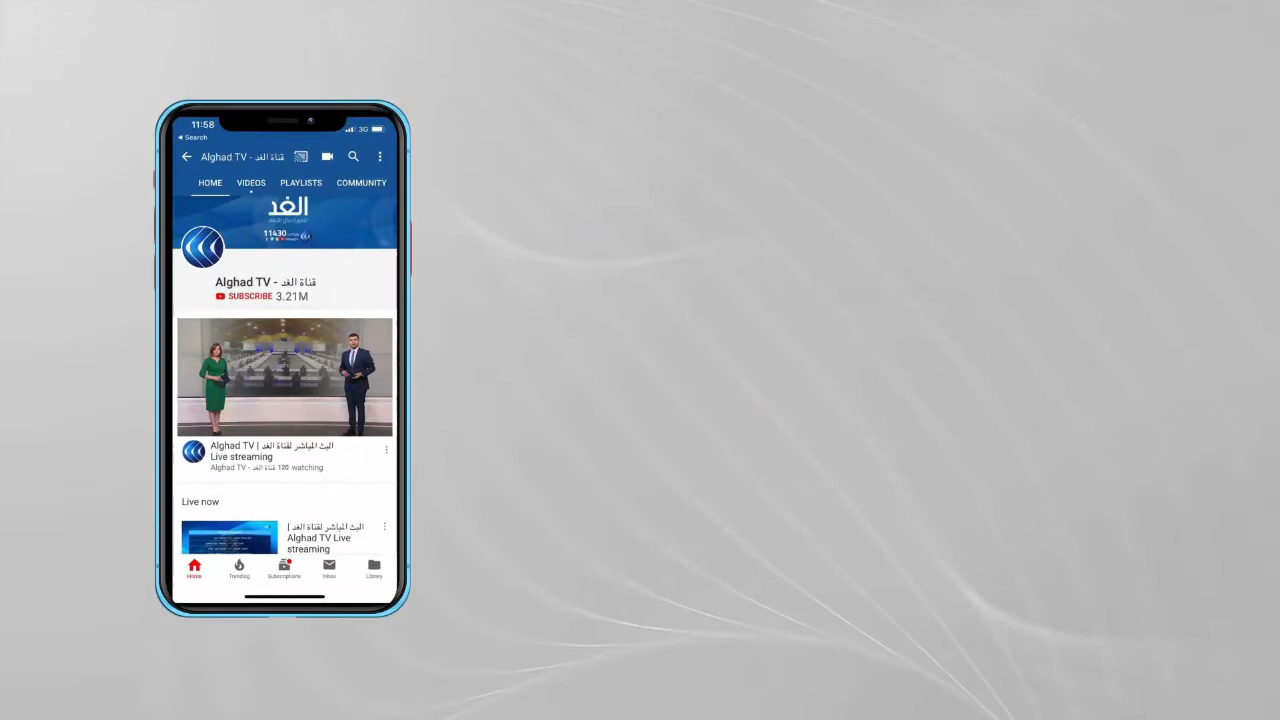 11:58
3G
Search
Alghad TV - قناة الغد
HOME VIDEOS PLAYLISTS COMMUNITY
الغد
11430
Alghad TV - قناة الغد
SUBSCRIBE 3.21M
البث المباشر لقناة الغد | Alghad TV
Live streaming
Alghad TV - قناة الغد 120 watching
Live now
البث المباشر لقناة الغد |
Alghad TV Live
streaming
Home Trending Subscriptions Inbox Library